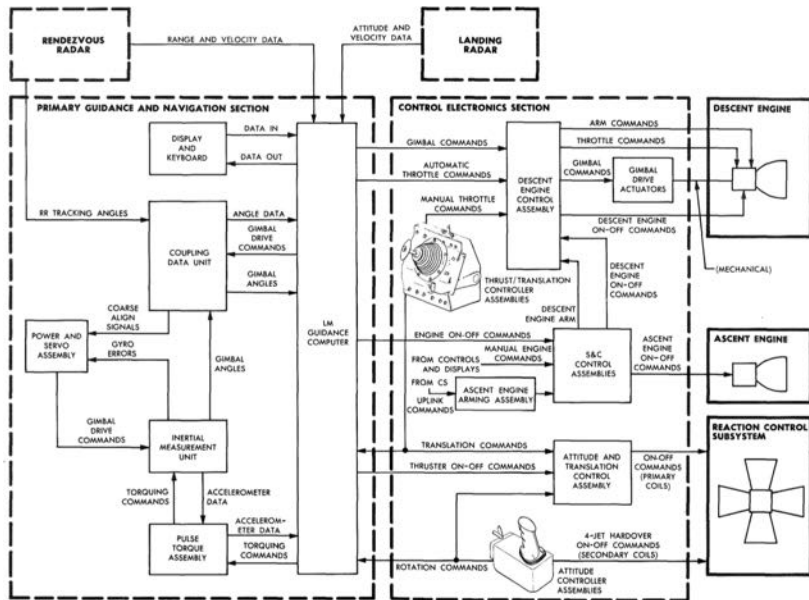 RENDEZVOUS
RADAR
RANGE AND VELOCITY DATA
ATTITUDE AND
VELOCITY DATA
LANDING
RADAR
PRIMARY GUIDANCE AND NAVIGATION SECTION
DISPLAY
AND
KEYBOARD
DATA IN
DATA OUT
RR TRACKING ANGLES
COUPLING
DATA UNIT
ANGLE DATA
GIMBAL
DRIVE
COMMANDS
GIMBAL
ANGLES
COARSE
ALIGN
SIGNALS
POWER AND
SERVO
ASSEMBLY
GYRO
ERRORS
GIMBAL
ANGLES
GIMBAL
DRIVE
COMMANDS
INERTIAL
MEASUREMENT
UNIT
TORQUING
COMMANDS
ACCELEROMETER
DATA
PULSE
TORQUE
ASSEMBLY
ACCELEROM-
ETER DATA
TORQUING
COMMANDS
LM
GUIDANCE
COMPUTER
CONTROL ELECTRONICS SECTION
GIMBAL COMMANDS
AUTOMATIC
THROTTLE COMMANDS
MANUAL THROTTLE
COMMANDS
DESCENT
ENGINE
CONTROL
ASSEMBLY
ARM COMMANDS
THROTTLE COMMANDS
GIMBAL
COMMANDS
GIMBAL
DRIVE
ACTUATORS
DESCENT ENGINE
ON-OFF COMMANDS
DESCENT ENGINE
(MECHANICAL)
THRUST/TRANSLATION
CONTROLLER
ASSEMBLIES
DESCENT
ENGINE
ON-OFF
COMMANDS
DESCENT
ENGINE ARM
ENGINE ON-OFF COMMANDS
MANUAL ENGINE
COMMANDS
FROM CONTROLS
AND DISPLAYS
FROM CS
UPLINK
COMMANDS
ASCENT ENGINE
ARMING ASSEMBLY
S&C
CONTROL
ASSEMBLIES
ASCENT
ENGINE
ON-OFF
COMMANDS
ASCENT ENGINE
TRANSLATION COMMANDS
THRUSTER ON-OFF COMMANDS
ATTITUDE AND
TRANSLATION
CONTROL
ASSEMBLY
ON-OFF
COMMANDS
(PRIMARY
COILS)
REACTION CONTROL
SUBSYSTEM
ROTATION COMMANDS
4-JET HARDOVER
ON-OFF COMMANDS
(SECONDARY COILS)
ATTITUDE
CONTROLLER
ASSEMBLIES